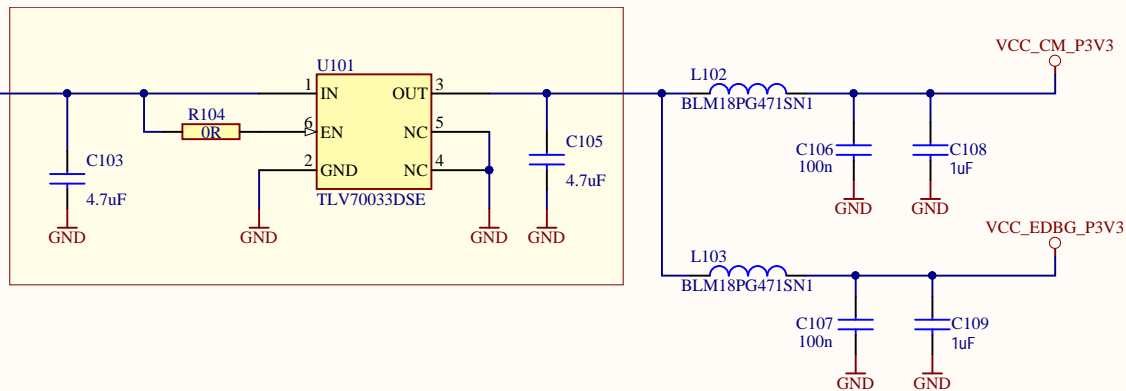 VCC_CM_P3V3
U101
L102
1 IN OUT 3
BLM18PG471SN1
R104
0R
6 EN NC 5
C105
4.7uF
C106
100n
C108
1uF
C103
4.7uF
2 GND NC 4
TLV70033DSE
GND
GND
GND
GND
GND
GND
VCC_EDBG_P3V3
L103
BLM18PG471SN1
C107
100n
C109
1uF
GND
GND